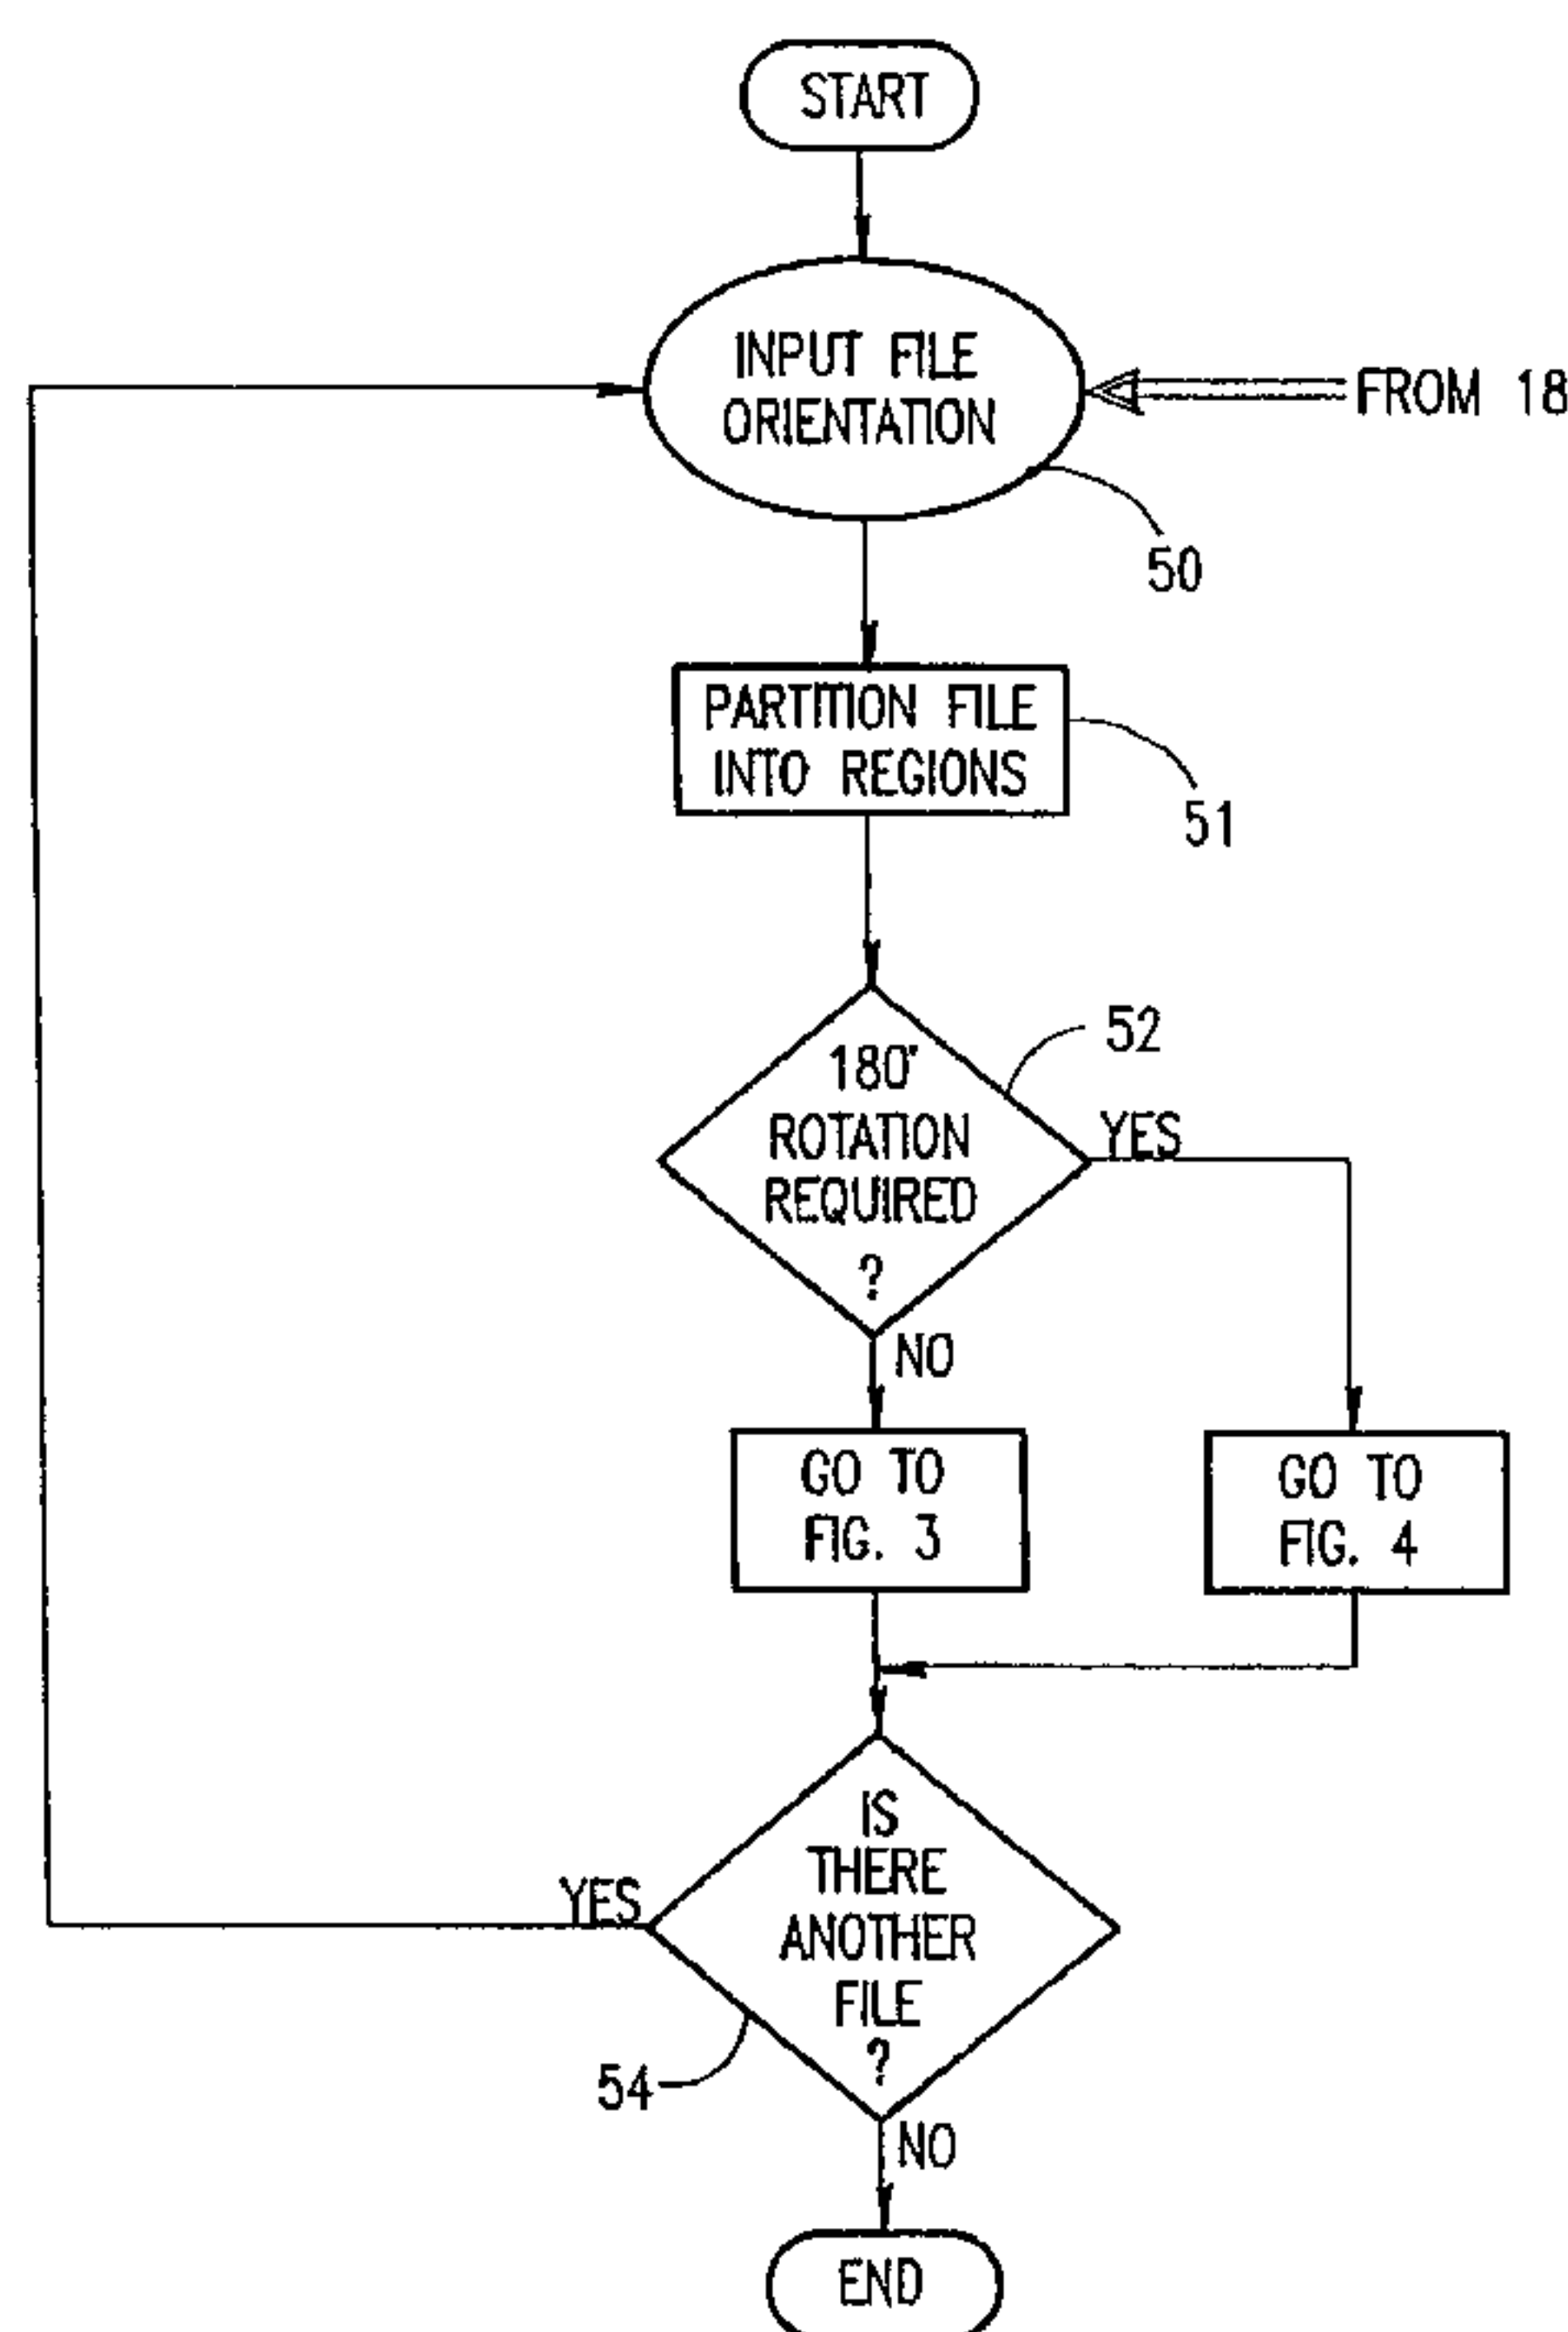 START
INPUT FILE
ORIENTATION
FROM 18
50
PARTITION FILE
INTO REGIONS
51
52
180°
ROTATION
REQUIRED
?
YES
NO
GO TO
FIG. 3
GO TO
FIG. 4
IS
THERE
ANOTHER
FILE
?
YES
54
NO
END